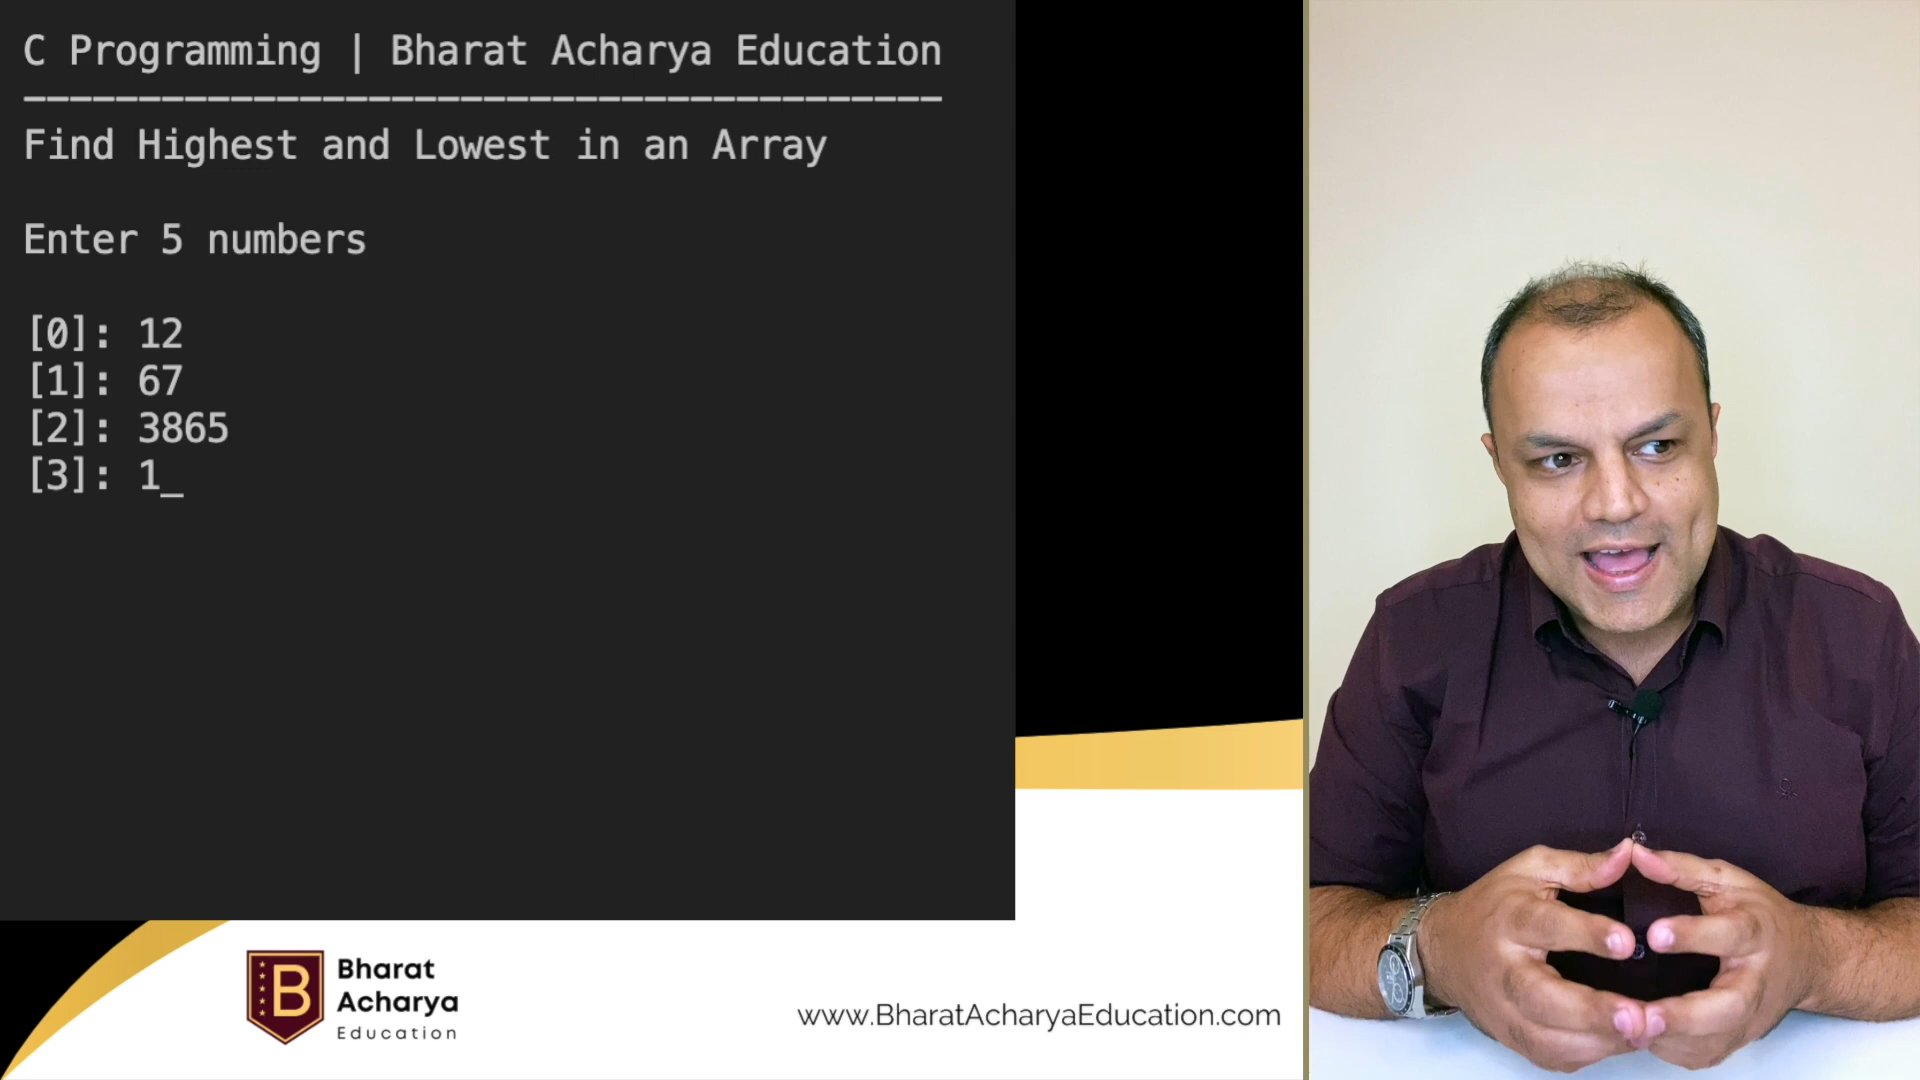 C Programming | Bharat Acharya Education
----------------------------------------
Find Highest and Lowest in an Array
Enter 5 numbers
[0]: 12
[1]: 67
[2]: 3865
[3]: 1_
B
Bharat
Acharya
Education
www.BharatAcharyaEducation.com